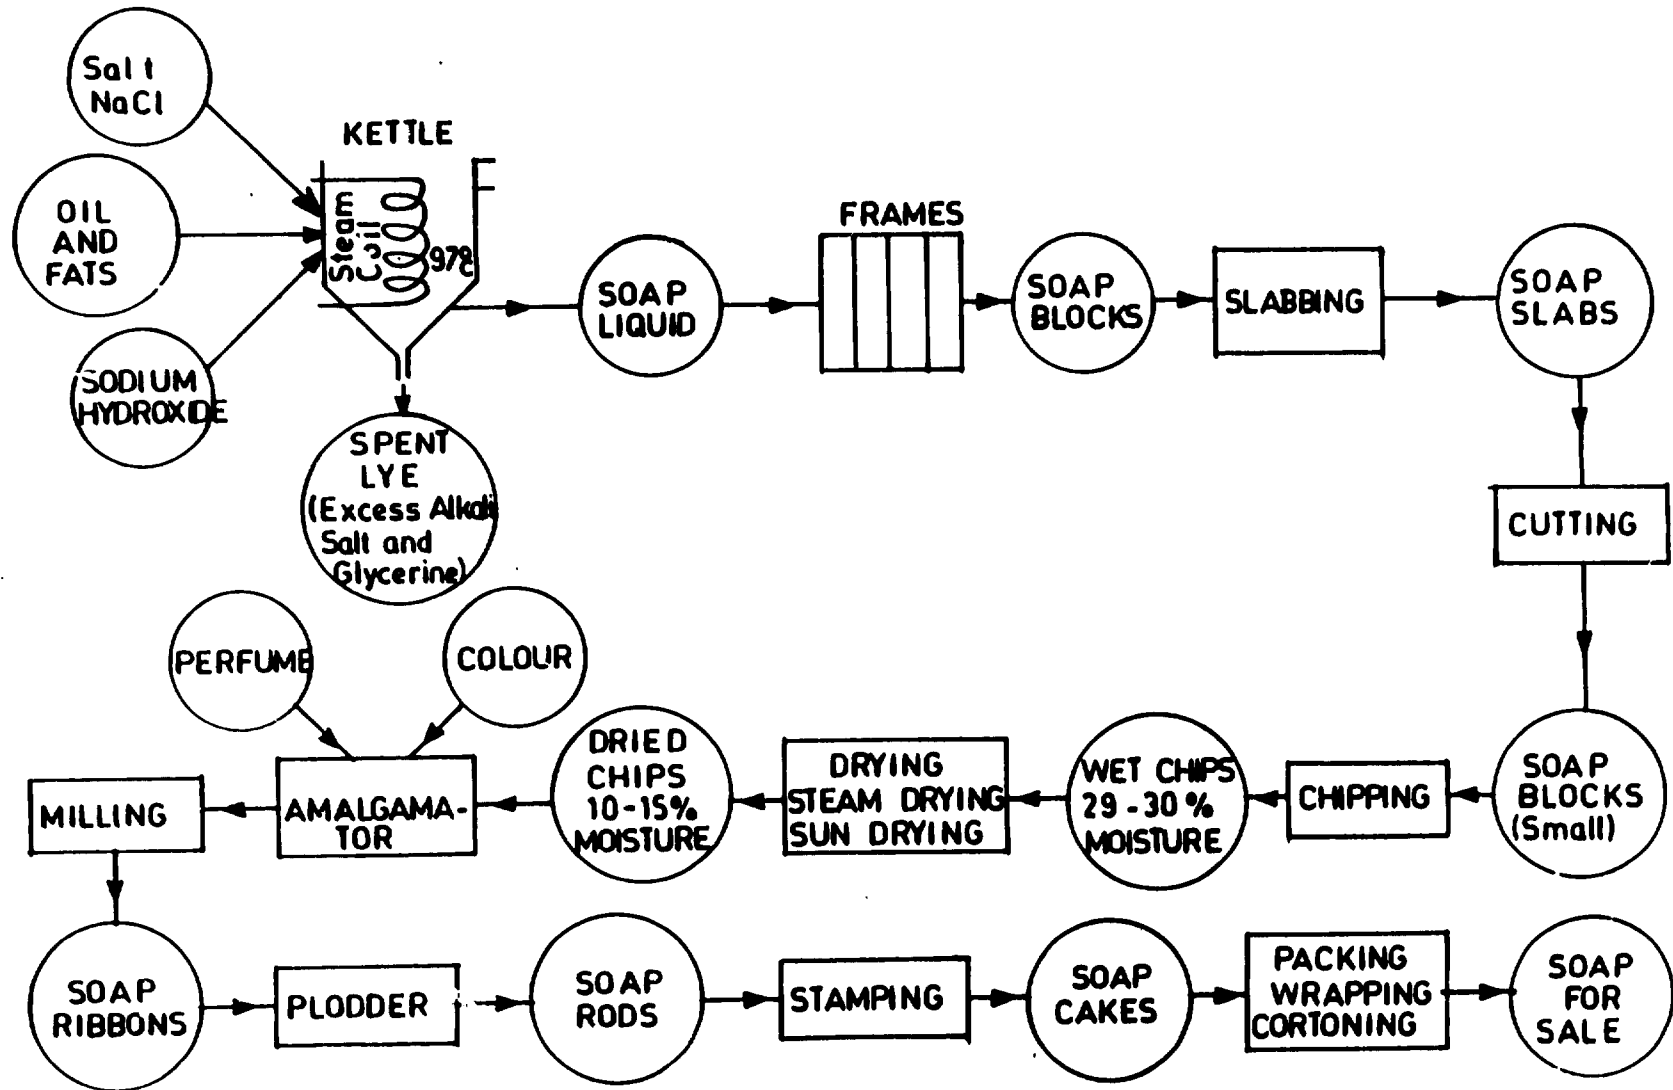 Salt
NaCl
OIL
AND
FATS
SODIUM
HYDROXIDE
KETTLE
Steam
Coil
97°C
SPENT
LYE
(Excess Alkali
Salt and
Glycerine)
SOAP
LIQUID
FRAMES
SOAP
BLOCKS
SLABBING
SOAP
SLABS
CUTTING
SOAP
BLOCKS
(Small)
CHIPPING
WET CHIPS
29-30%
MOISTURE
DRYING
STEAM DRYING
SUN DRYING
DRIED
CHIPS
10-15%
MOISTURE
PERFUME
COLOUR
AMALGAMA-
TOR
MILLING
SOAP
RIBBONS
PLODDER
SOAP
RODS
STAMPING
SOAP
CAKES
PACKING
WRAPPING
CORTONING
SOAP
FOR
SALE